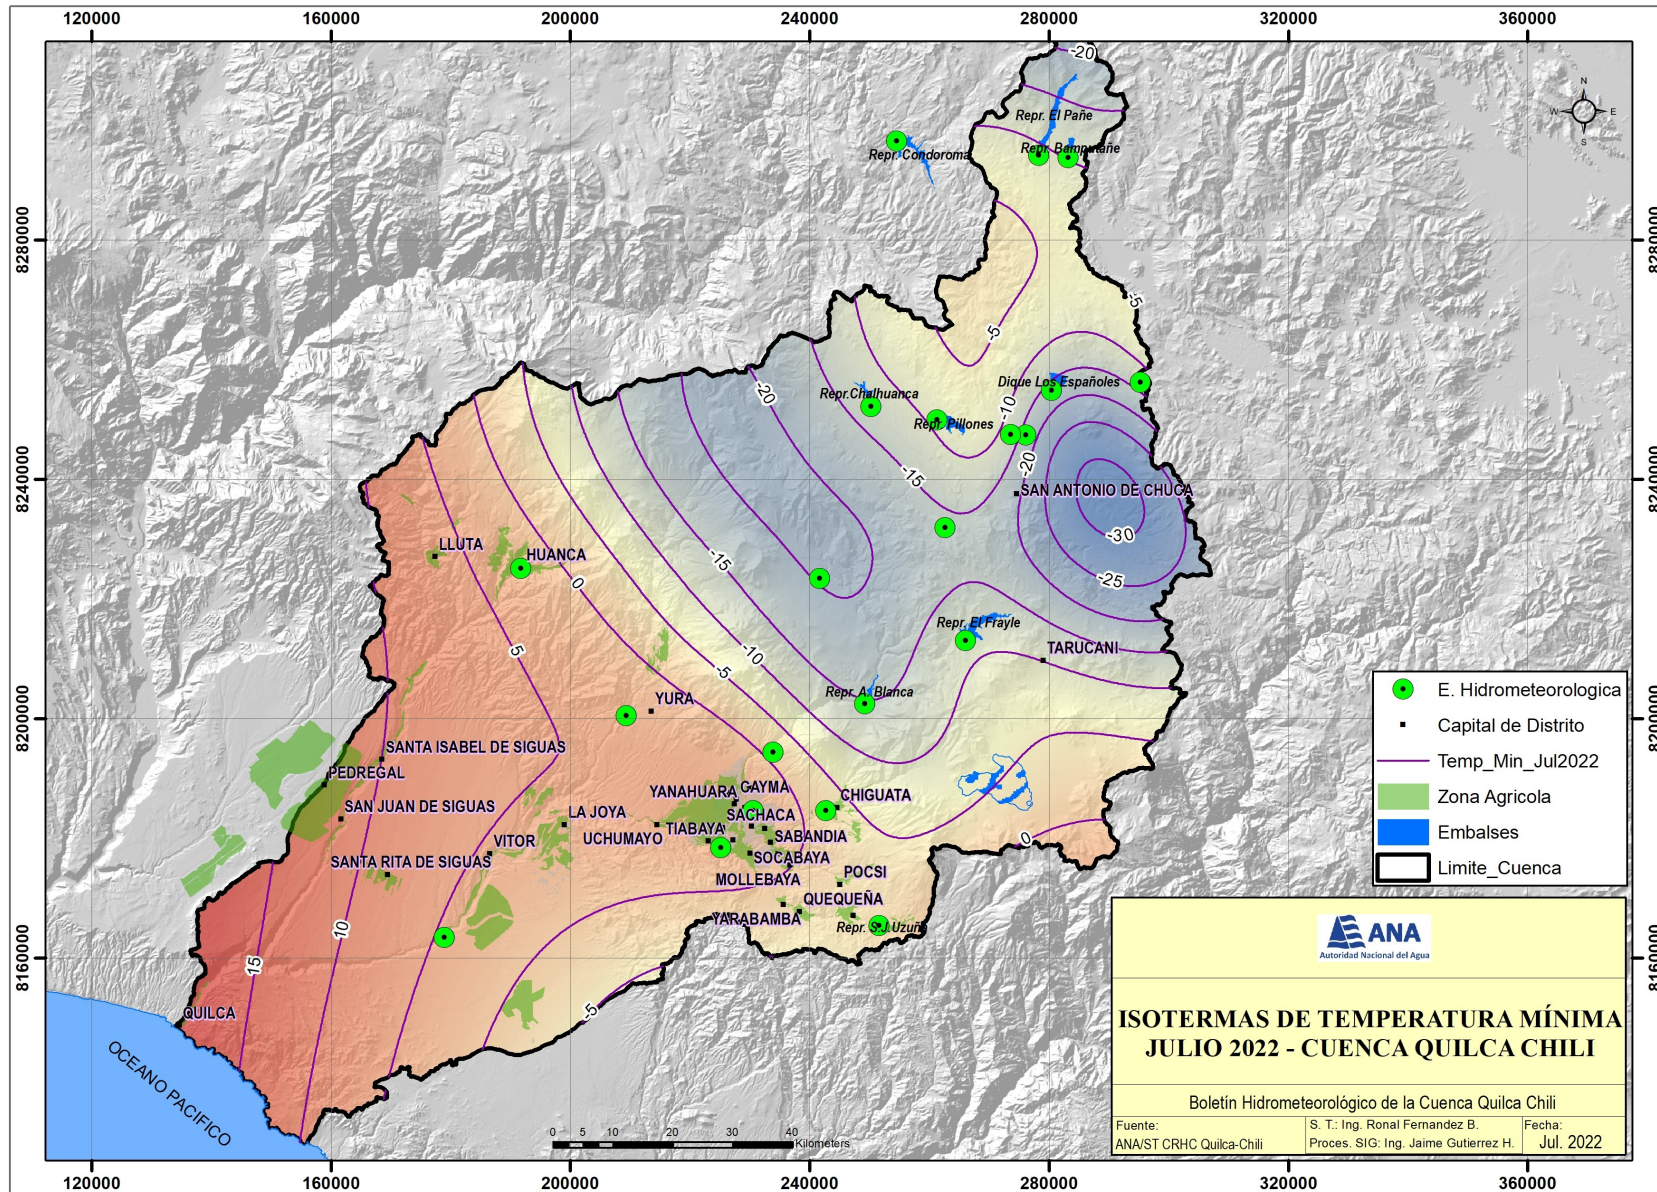 120000 160000 200000 240000 280000 320000 360000
-20
Repr. El Pañe
N
W E
S
Repr. Condoroma
Repr. Bamputañe
8280000 8280000
-5
-5
-20
Repr.Chalhuanca
Dique Los Españoles
-10
Repr. Pillones
-15
-20
8240000 8240000
SAN ANTONIO DE CHUCA
-30
-25
LLUTA
HUANCA
0
-15
5
Repr. El Frayle
-10
-5
TARUCANI
YURA
Repr. A. Blanca
8200000 8200000
SANTA ISABEL DE SIGUAS
PEDREGAL
SAN JUAN DE SIGUAS
LA JOYA
YANAHUARA
CAYMA
CHIGUATA
SACHACA
UCHUMAYO
TIABAYA
SABANDIA
VITOR
SANTA RITA DE SIGUAS
SOCABAYA
0
MOLLEBAYA
POCSI
QUEQUEÑA
YARABAMBA
Repr. S.J.Uzuñ
10
15
8160000 8160000
-5
QUILCA
OCEANO PACIFICO
0 5 10 20 30 40
Kilometers
E. Hidrometeorologica
Capital de Distrito
Temp_Min_Jul2022
Zona Agricola
Embalses
Limite_Cuenca
ANA
Autoridad Nacional del Agua
ISOTERMAS DE TEMPERATURA MÍNIMA
JULIO 2022 - CUENCA QUILCA CHILI
Boletín Hidrometeorológico de la Cuenca Quilca Chili
Fuente:
ANA/ST CRHC Quilca-Chili
S. T.: Ing. Ronal Fernandez B.
Proces. SIG: Ing. Jaime Gutierrez H.
Fecha:
Jul. 2022
120000 160000 200000 240000 280000 320000 360000